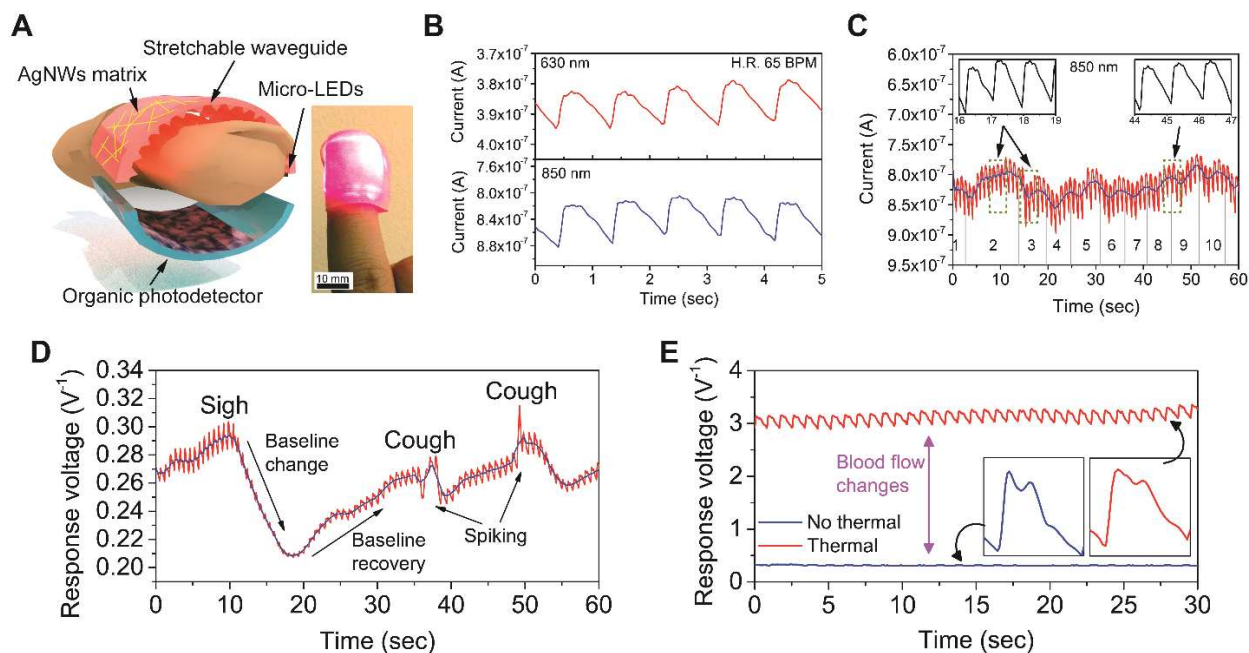 A
Stretchable waveguide
AgNWs matrix
Micro-LEDs
10 mm
Organic photodetector
B
3.7x10⁻⁷
3.8x10⁻⁷
3.9x10⁻⁷
4.0x10⁻⁷
7.6x10⁻⁷
8.0x10⁻⁷
8.4x10⁻⁷
8.8x10⁻⁷
Current (A)
Current (A)
630 nm
H.R. 65 BPM
850 nm
0 1 2 3 4 5
Time (sec)
C
6.0x10⁻⁷
6.5x10⁻⁷
7.0x10⁻⁷
7.5x10⁻⁷
8.0x10⁻⁷
8.5x10⁻⁷
9.0x10⁻⁷
9.5x10⁻⁷
Current (A)
850 nm
16 17 18 19
44 45 46 47
1 2 3 4 5 6 7 8 9 10
0 10 20 30 40 50 60
Time (sec)
D
0.34
0.32
0.30
0.28
0.26
0.24
0.22
0.20
Response voltage (V⁻¹)
Sigh
Baseline
change
Baseline
recovery
Cough
Cough
Spiking
0 10 20 30 40 50 60
Time (sec)
E
4
3
2
1
0
Response voltage (V⁻¹)
Blood flow
changes
No thermal
Thermal
0 5 10 15 20 25 30
Time (sec)